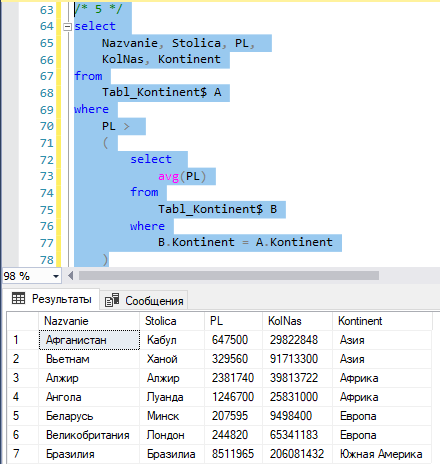 63 /* 5 */
64 select
65 Nazvanie, Stolica, PL,
66 KolNas, Kontinent
67 from
68 Tabl_Kontinent$ A
69 where
70 PL >
71 (
72 select
73 avg(PL)
74 from
75 Tabl_Kontinent$ B
76 where
77 B.Kontinent = A.Kontinent
78 )
98 %
Результаты Сообщения
Nazvanie Stolica PL KolNas Kontinent
1 Афганистан Кабул 647500 29822848 Азия
2 Вьетнам Ханой 329560 91713300 Азия
3 Алжир Алжир 2381740 39813722 Африка
4 Ангола Луанда 1246700 25831000 Африка
5 Беларусь Минск 207595 9498400 Европа
6 Великобритания Лондон 244820 65341183 Европа
7 Бразилия Бразилиа 8511965 206081432 Южная Америка